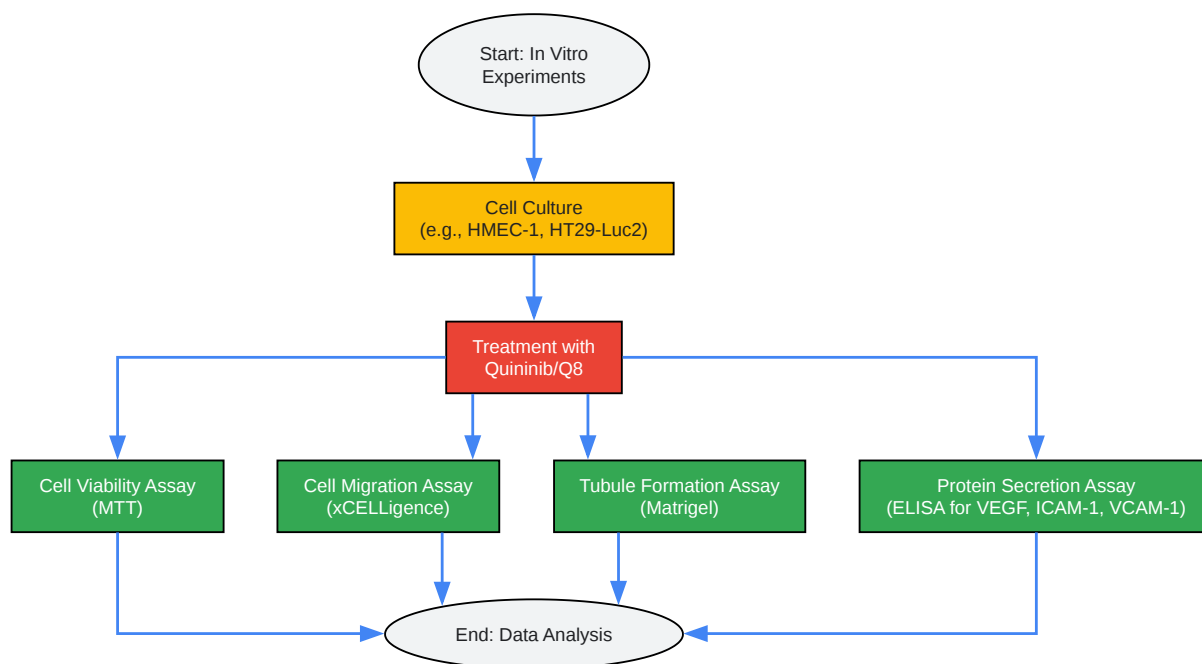 Start: In Vitro
Experiments
Cell Culture
(e.g., HMEC-1, HT29-Luc2)
Treatment with
Quininib/Q8
Cell Viability Assay
(MTT)
Cell Migration Assay
(xCELLigence)
Tubule Formation Assay
(Matrigel)
Protein Secretion Assay
(ELISA for VEGF, ICAM-1, VCAM-1)
End: Data Analysis